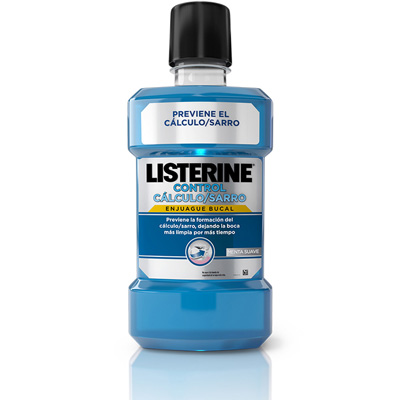 PREVIENE EL
CÁLCULO/SARRO
LISTERINE
CONTROL
CÁLCULO/SARRO
ENJUAGUE BUCAL
Previene la formación del
cálculo/sarro, dejando la boca
más limpia por más tiempo
MENTA SUAVE